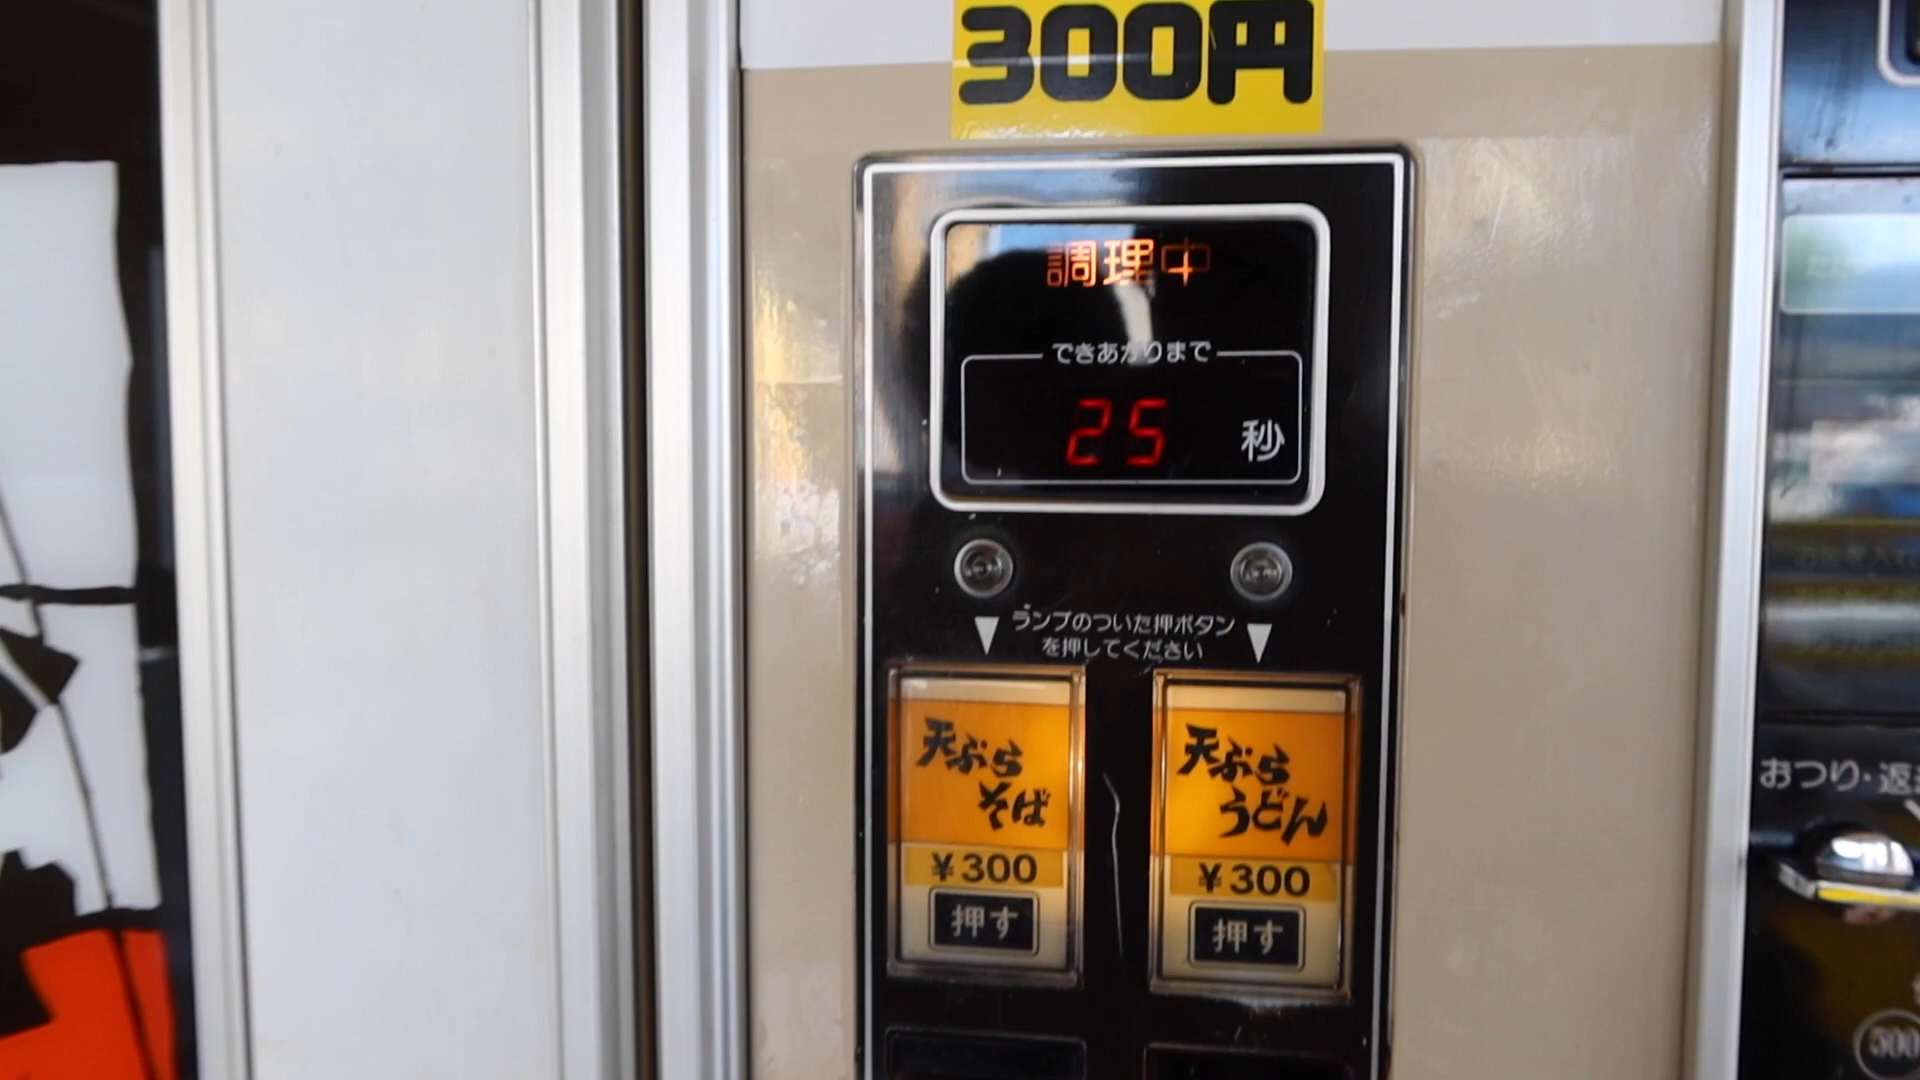 300円
調理中
できあがりまで
25 秒
ランプのついた押ボタン
を押してください
天ぷら
そば
¥300
押す
天ぷら
うどん
¥300
押す
おつり・返
500